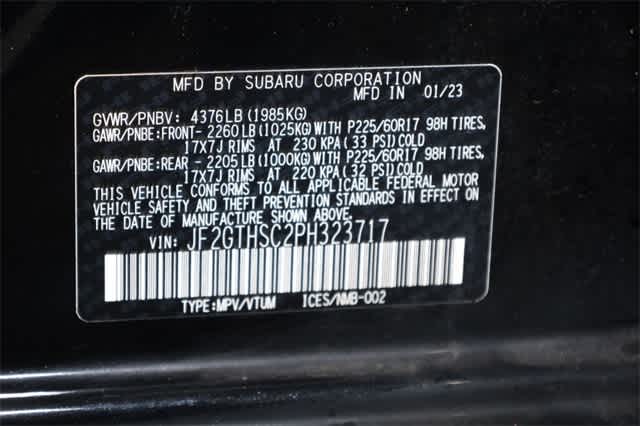 MFD BY SUBARU CORPORATION
MFD IN 01/23
GVWR/PNBV: 4376LB(1985KG)
GAWR/PNBE:FRONT-2260LB(1025KG)WITH P225/60R17 98H TIRES,
17X7J RIMS AT 230 KPA(33 PSI)COLD
GAWR/PNBE:REAR -2205LB(1000KG)WITH P225/60R17 98H TIRES,
17X7J RIMS AT 220 KPA(32 PSI)COLD
THIS VEHICLE CONFORMS TO ALL APPLICABLE FEDERAL MOTOR
VEHICLE SAFETY AND THEFT PREVENTION STANDARDS IN EFFECT ON
THE DATE OF MANUFACTURE SHOWN ABOVE.
VIN: JF2GTHSC2PH323717
TYPE:MPV/VTUM ICES/NMB-002